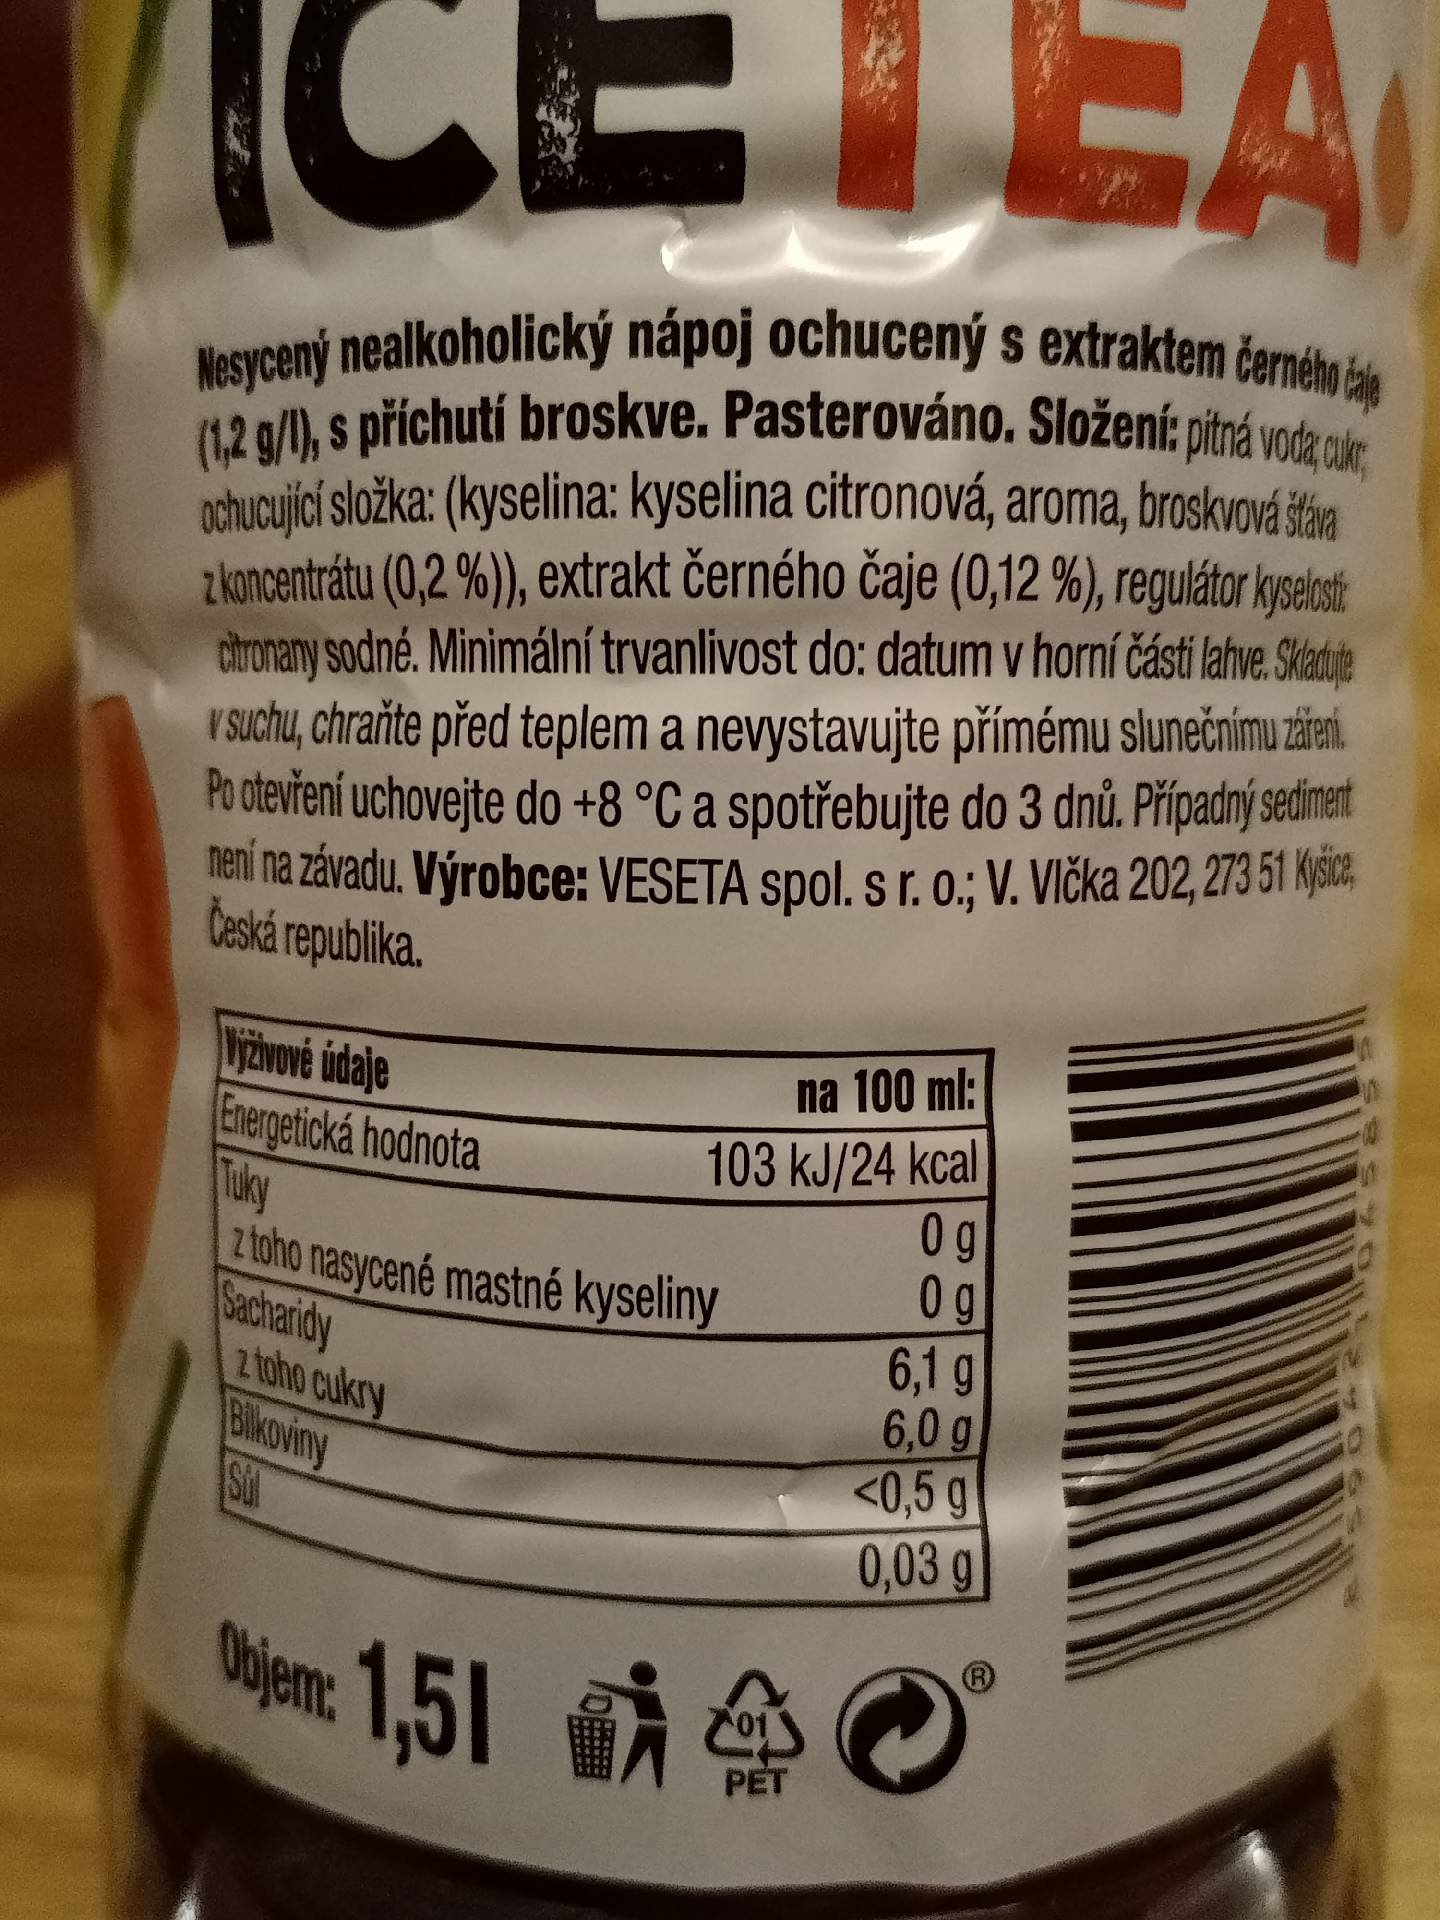 ICE TEA
Nesycený nealkoholický nápoj ochucený s extraktem černého čaje
(1,2 g/l), s příchutí broskve. Pasterováno. Složení: pitná voda; cukr;
ochucující složka: (kyselina: kyselina citronová, aroma, broskvová šťáva
z koncentrátu (0,2 %)), extrakt černého čaje (0,12 %), regulátor kyselosti:
citronany sodné. Minimální trvanlivost do: datum v horní části lahve. Skladujte
v suchu, chraňte před teplem a nevystavujte přímému slunečnímu záření.
Po otevření uchovejte do +8 °C a spotřebujte do 3 dnů. Případný sediment
není na závadu. Výrobce: VESETA spol. s r. o.; V. Vlčka 202, 273 51 Kyšice,
Česká republika.
Výživové údaje na 100 ml:
Energetická hodnota 103 kJ/24 kcal
Tuky 0 g
z toho nasycené mastné kyseliny 0 g
Sacharidy 6,1 g
z toho cukry 6,0 g
Bílkoviny <0,5 g
Sůl 0,03 g
Objem: 1,5 l
01
PET
®